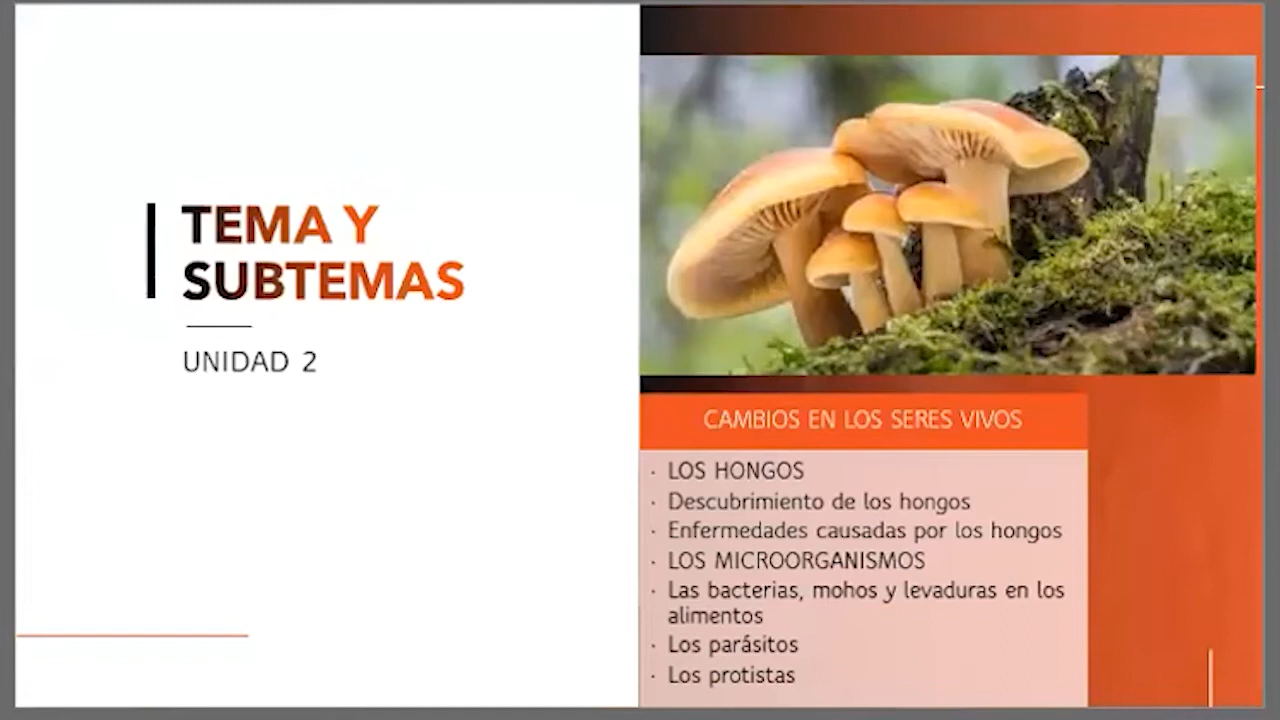 TEMA Y
SUBTEMAS
UNIDAD 2
CAMBIOS EN LOS SERES VIVOS
· LOS HONGOS
· Descubrimiento de los hongos
· Enfermedades causadas por los hongos
· LOS MICROORGANISMOS
· Las bacterias, mohos y levaduras en los
alimentos
· Los parásitos
· Los protistas